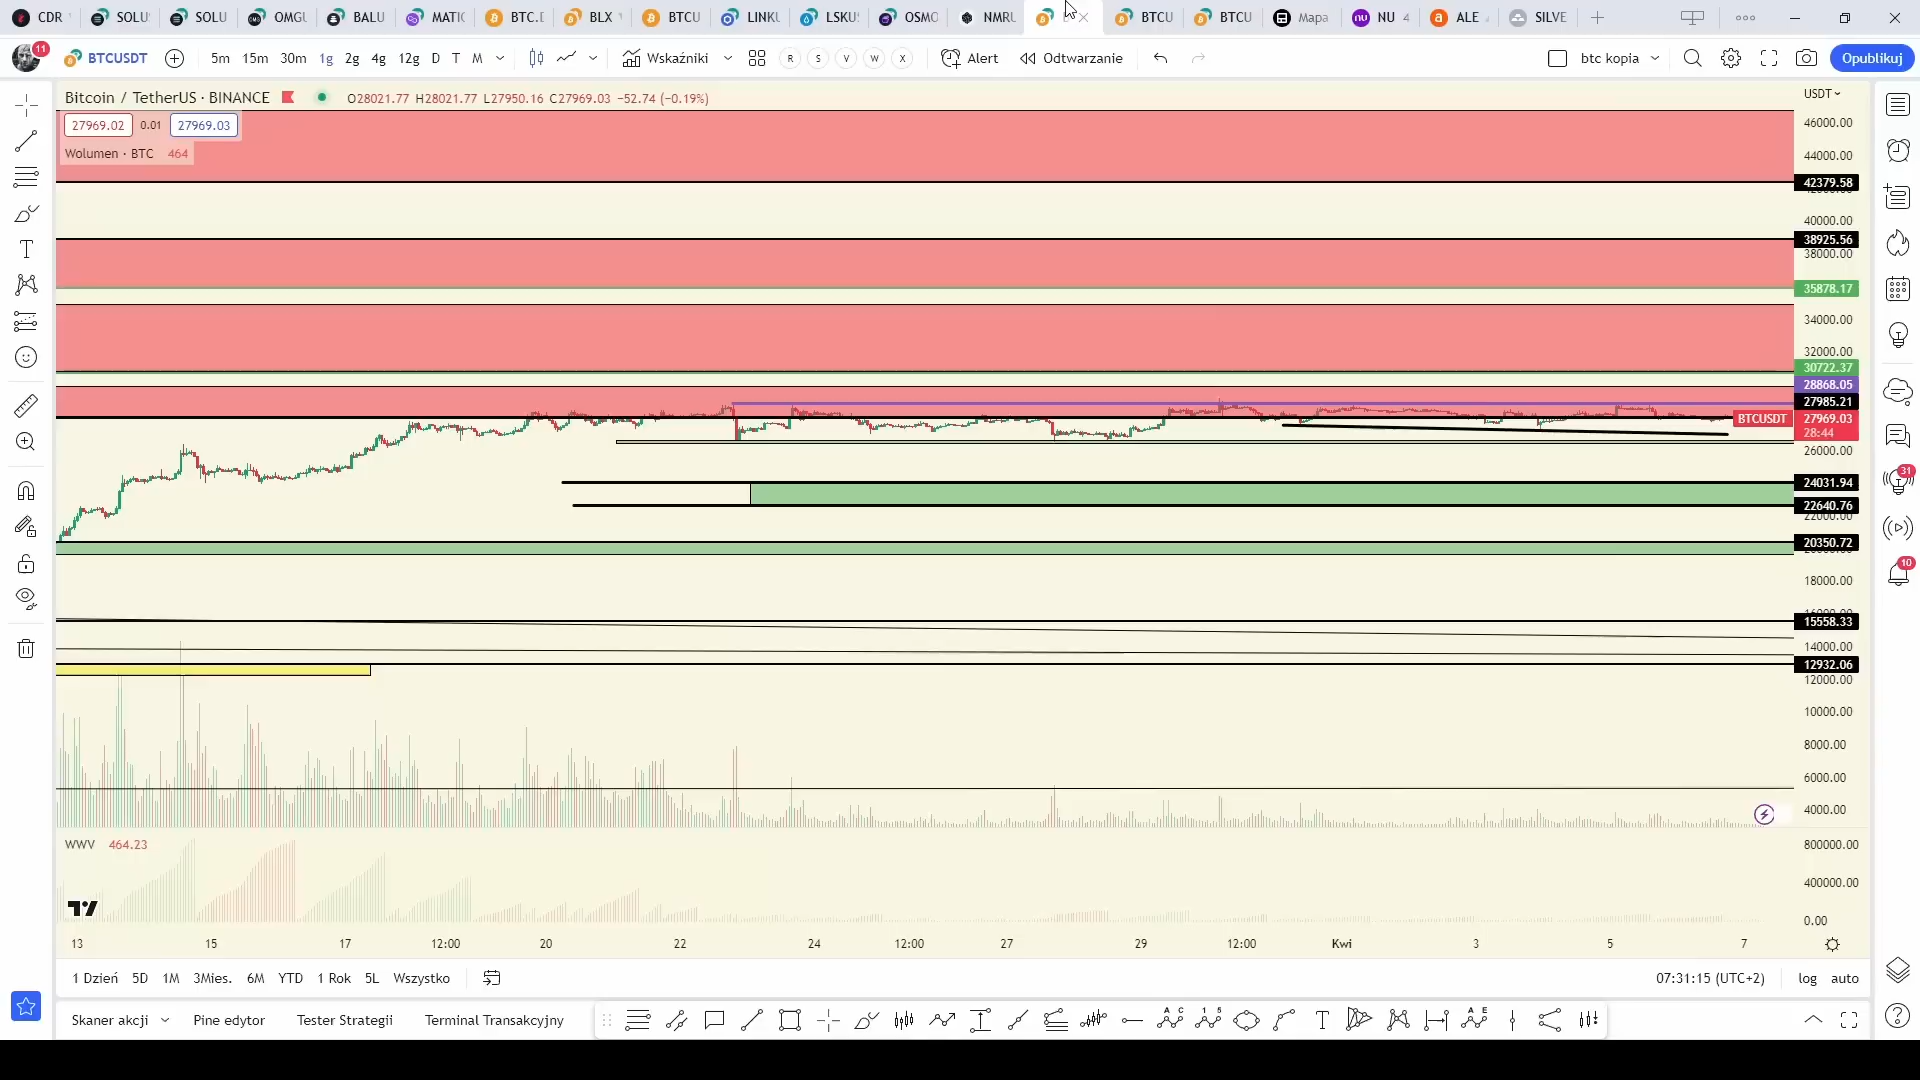 CDR SOLU SOLU OMGU BALU MATIC BTC.D BLX BTCU LINKU LSKUS OSMO NMRU BTCU BTCU Mapa NU 4 ALE SILVE
11 BTCUSDT 5m 15m 30m 1g 2g 4g 12g D T M Wskaźniki R S V W X Alert Odtwarzanie btc kopia Opublikuj
Bitcoin / TetherUS · BINANCE O28021.77 H28021.77 L27950.16 C27969.03 −52.74 (−0.19%)
27969.02 0.01 27969.03
Wolumen · BTC 464
USDT
46000.00
44000.00
42379.58
40000.00
38925.56
38000.00
35878.17
34000.00
32000.00
30722.37
28868.05
27985.21
BTCUSDT 27969.03
28:44
26000.00
24031.94
22640.76
22000.00
20350.72
18000.00
15558.33
14000.00
12932.06
12000.00
10000.00
8000.00
6000.00
4000.00
WWV 464.23
800000.00
400000.00
0.00
31
10
13 15 17 12:00 20 22 24 12:00 27 29 12:00 Kwi 3 5 7
1 Dzień 5D 1M 3Mies. 6M YTD 1 Rok 5L Wszystko 07:31:15 (UTC+2) log auto
Skaner akcji Pine edytor Tester Strategii Terminal Transakcyjny